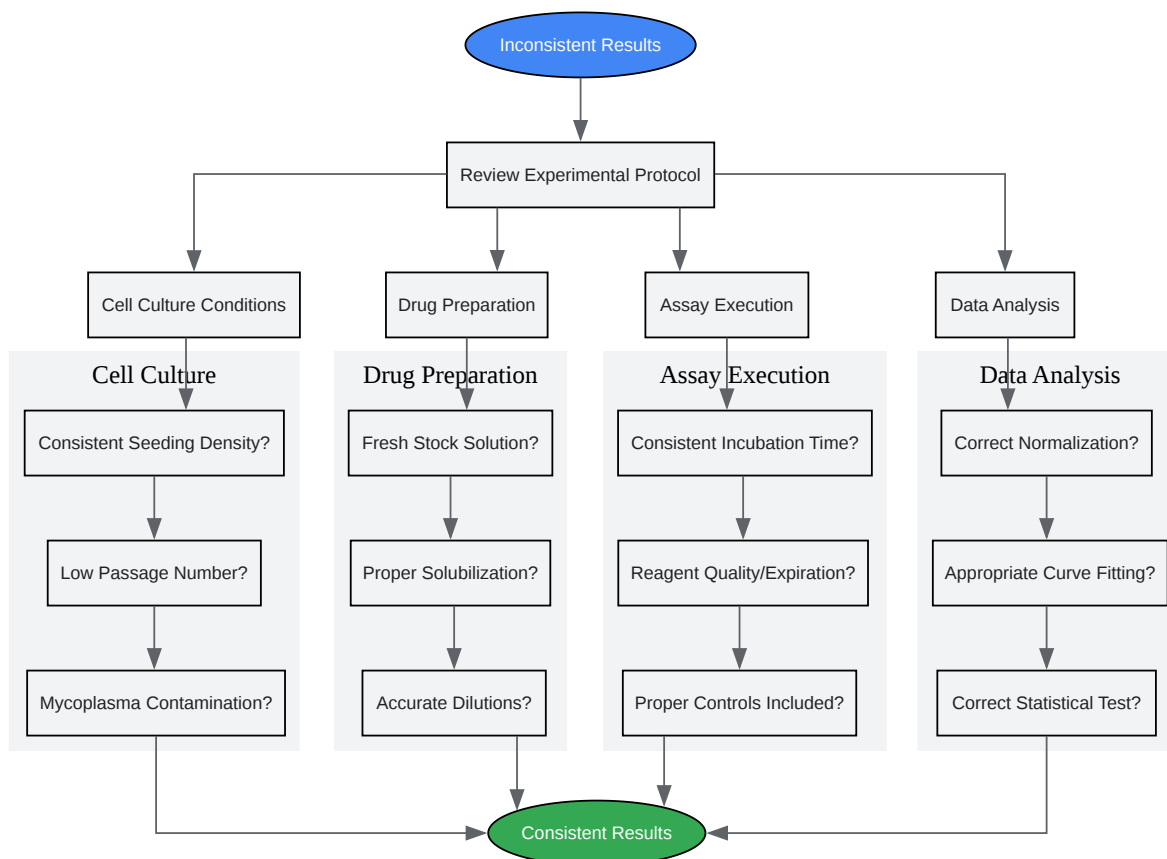 Inconsistent Results
Review Experimental Protocol
Cell Culture Conditions
Drug Preparation
Assay Execution
Data Analysis
Cell Culture
Drug Preparation
Assay Execution
Data Analysis
Consistent Seeding Density?
Fresh Stock Solution?
Consistent Incubation Time?
Correct Normalization?
Low Passage Number?
Proper Solubilization?
Reagent Quality/Expiration?
Appropriate Curve Fitting?
Mycoplasma Contamination?
Accurate Dilutions?
Proper Controls Included?
Correct Statistical Test?
Consistent Results